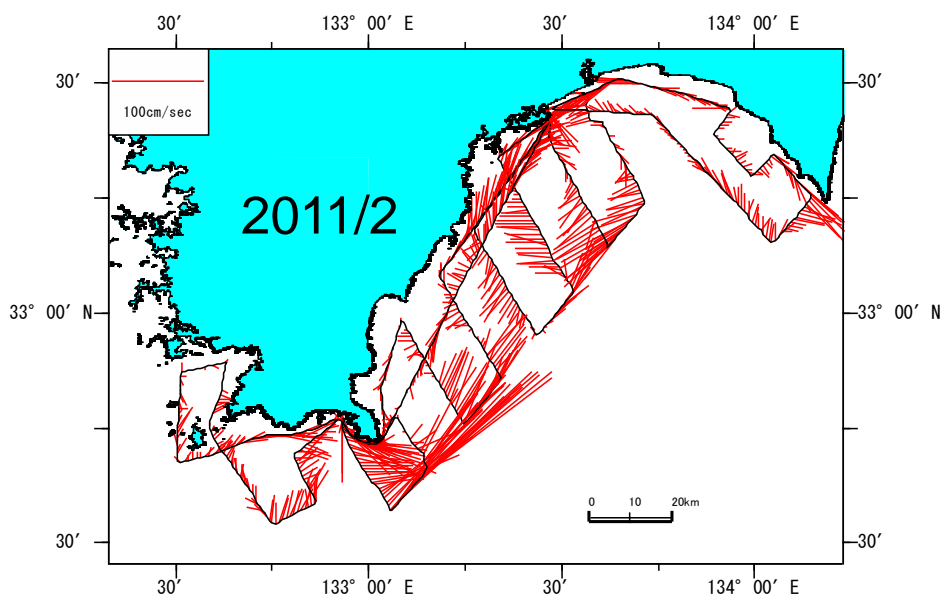 30′ 133° 00′ E 30′ 134° 00′ E
30′ 30′
100cm/sec
2011/2
33° 00′ N 33° 00′ N
0 10 20km
30′ 30′
30′ 133° 00′ E 30′ 134° 00′ E